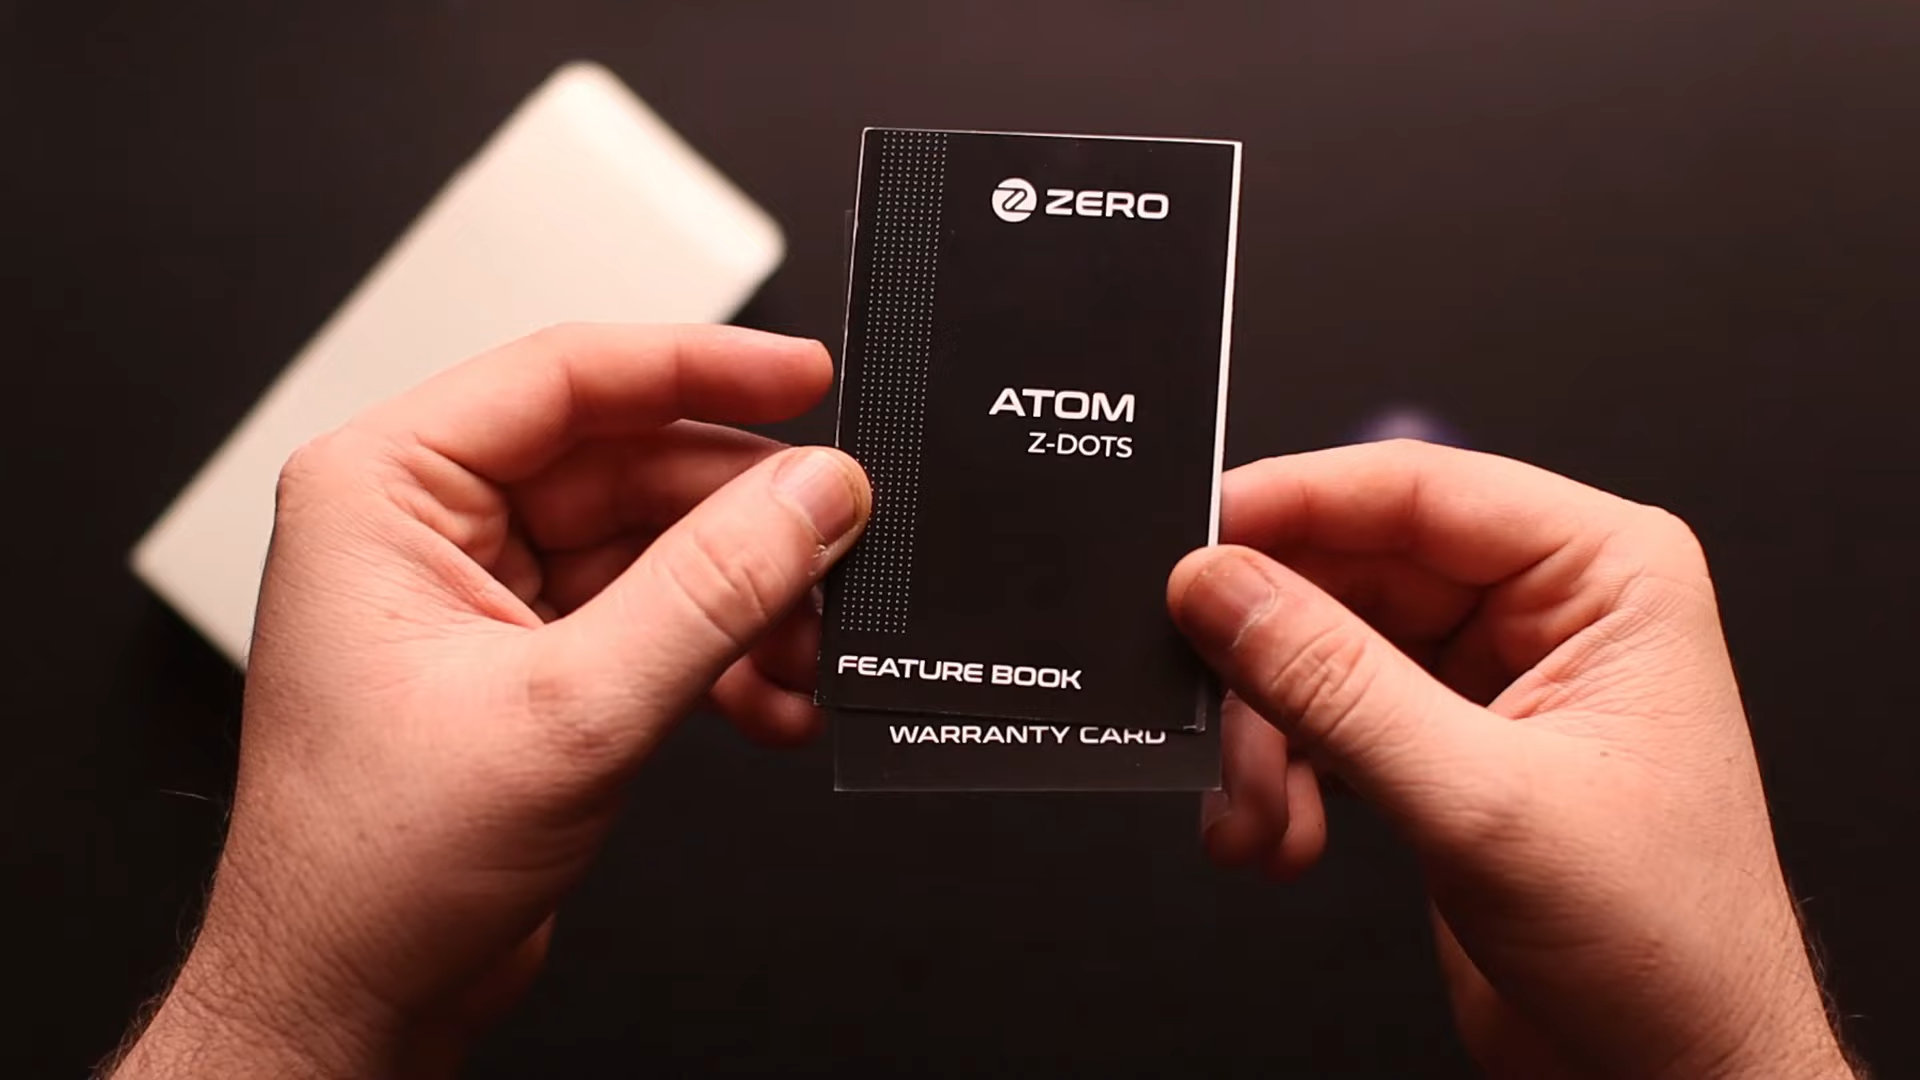 ZERO
ATOM
Z-DOTS
FEATURE BOOK
WARRANTY CARD